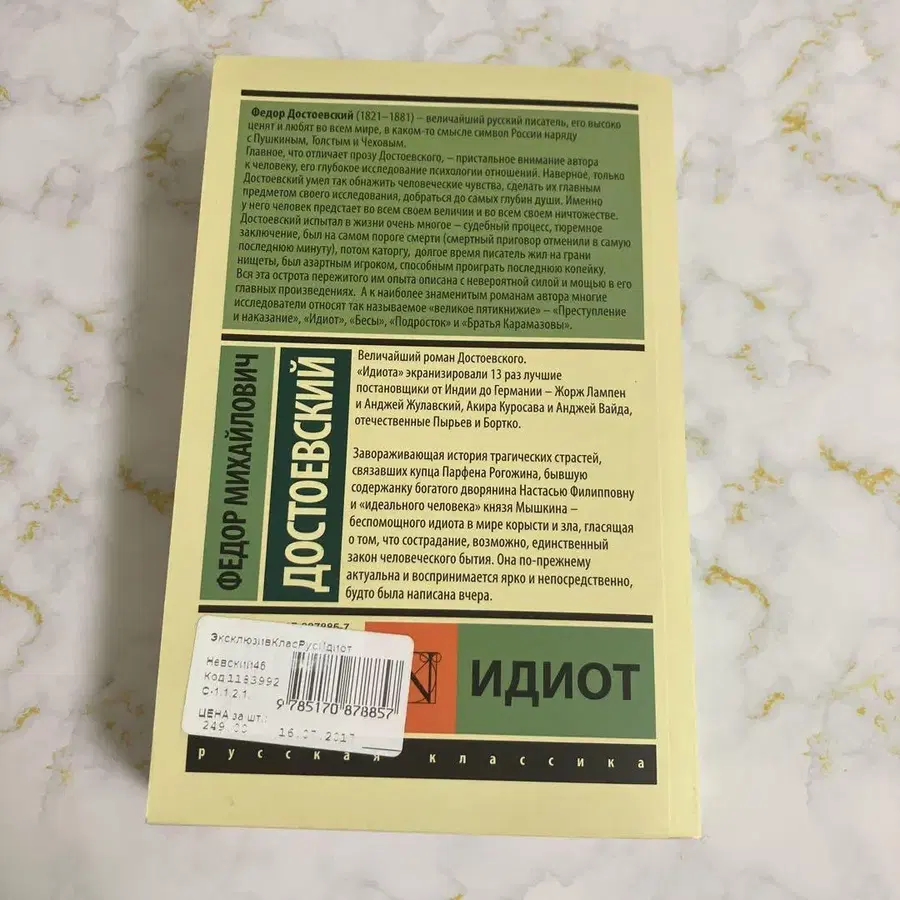 Федор Достоевский (1821–1881) – величайший русский писатель, его высоко
ценят и любят во всем мире, в каком-то смысле символ России наряду
с Пушкиным, Толстым и Чеховым.
Главное, что отличает прозу Достоевского, – пристальное внимание автора
к человеку, его глубокое исследование психологии отношений. Наверное, только
Достоевский умел так обнажить человеческие чувства, сделать их главным
предметом своего исследования, добраться до самых глубин души. Именно
у него человек предстает во всем своем величии и во всем своем ничтожестве.
Достоевский испытал в жизни очень многое – судебный процесс, тюремное
заключение, был на самом пороге смерти (смертный приговор отменили в самую
последнюю минуту), потом каторгу, долгое время писатель жил на грани
нищеты, был азартным игроком, способным проиграть последнюю копейку.
Вся эта острота пережитого им опыта описана с невероятной силой и мощью в его
главных произведениях. А к наиболее знаменитым романам автора многие
исследователи относят так называемое «великое пятикнижие» – «Преступление
и наказание», «Идиот», «Бесы», «Подросток» и «Братья Карамазовы».
ФЕДОР МИХАЙЛОВИЧ
ДОСТОЕВСКИЙ
Величайший роман Достоевского.
«Идиота» экранизировали 13 раз лучшие
постановщики от Индии до Германии – Жорж Лампен
и Анджей Жулавский, Акира Куросава и Анджей Вайда,
отечественные Пырьев и Бортко.
Завораживающая история трагических страстей,
связавших купца Парфена Рогожина, бывшую
содержанку богатого дворянина Настасью Филипповну
и «идеального человека» князя Мышкина –
беспомощного идиота в мире корысти и зла, гласящая
о том, что сострадание, возможно, единственный
закон человеческого бытия. Она по-прежнему
актуальна и воспринимается ярко и непосредственно,
будто была написана вчера.
ЭксклюзивКласРус/Идиот
Невский46
Код 1183992
С-1.1.2.1.
9 785170 878857
ЦЕНА за шт.:
249.00 16.07.2017
ИДИОТ
русская классика